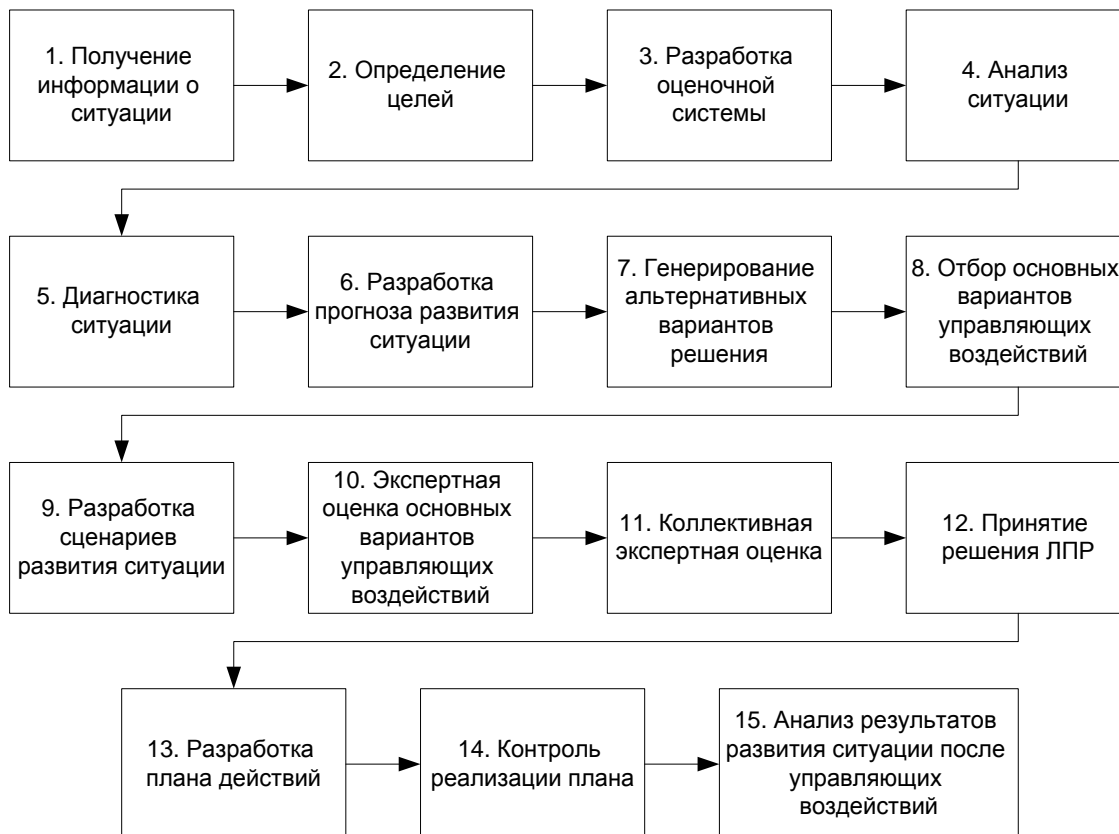 1. Получение
информации о
ситуации
2. Определение
целей
3. Разработка
оценочной
системы
4. Анализ
ситуации
5. Диагностика
ситуации
6. Разработка
прогноза развития
ситуации
7. Генерирование
альтернативных
вариантов
решения
8. Отбор основных
вариантов
управляющих
воздействий
9. Разработка
сценариев
развития ситуации
10. Экспертная
оценка основных
вариантов
управляющих
воздействий
11. Коллективная
экспертная оценка
12. Принятие
решения ЛПР
13. Разработка
плана действий
14. Контроль
реализации плана
15. Анализ результатов
развития ситуации после
управляющих
воздействий